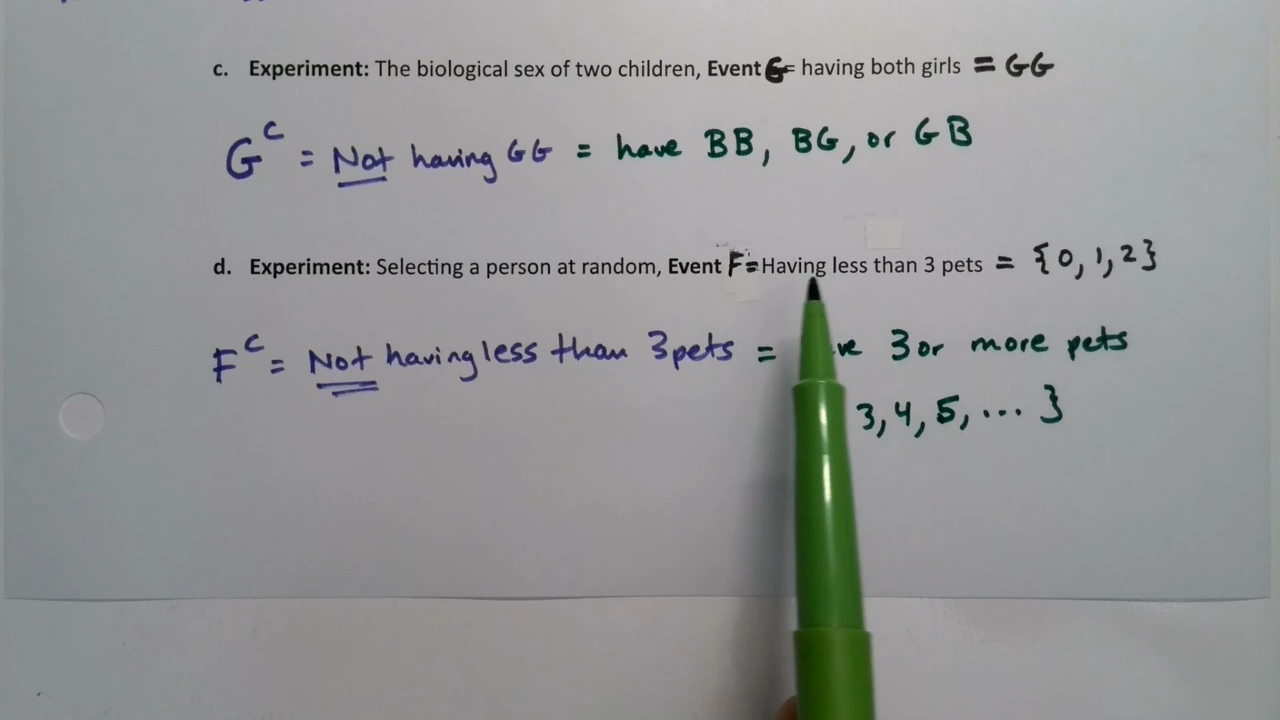 c. Experiment: The biological sex of two children, Event G = having both girls = GG
G^C = Not having GG = have BB, BG, or GB
d. Experiment: Selecting a person at random, Event F = Having less than 3 pets = {0, 1, 2}
F^C = Not having less than 3 pets = 3 or more pets
3, 4, 5, ... }